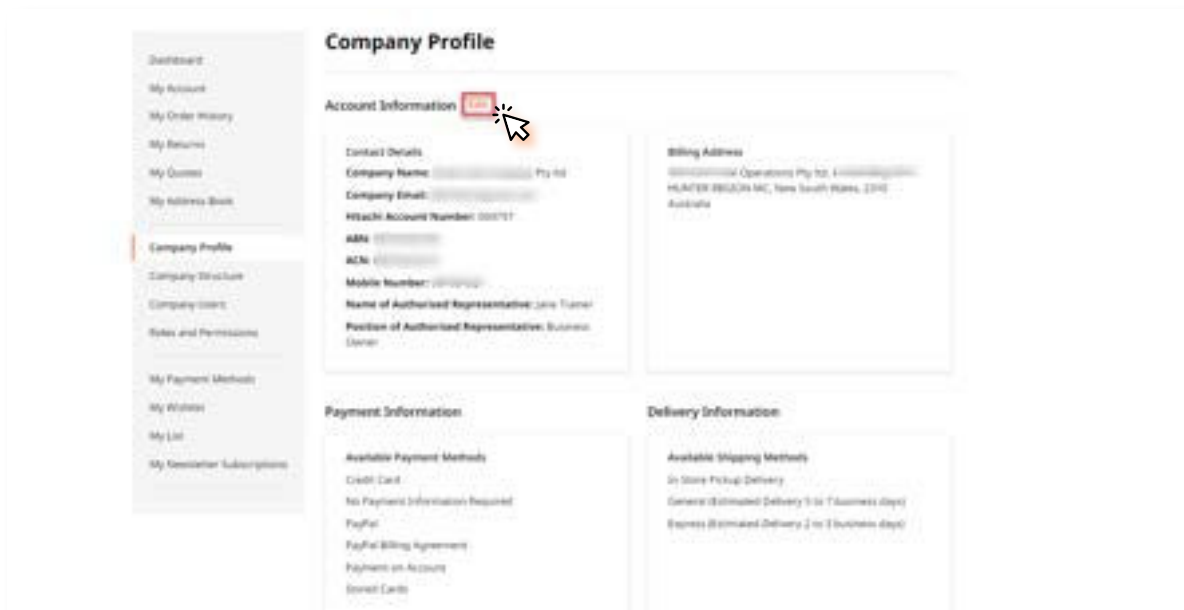 Company Profile
Dashboard
My Account
My Order History
My Returns
My Quotes
My Address Book
Company Profile
Company Structure
Company Users
Roles and Permissions
My Payment Methods
My Wishlist
My List
My Newsletter Subscriptions
Account Information Edit
Contact Details
Company Name: Pty ltd
Company Email:
Hitachi Account Number:
ABN:
ACN:
Mobile Number:
Name of Authorised Representative: Jane Turner
Position of Authorised Representative: Business
Owner
Billing Address
Operations Pty ltd,
HUNTER REGION MC, New South Wales, 2310
Australia
Payment Information
Available Payment Methods
Credit Card
No Payment Information Required
PayPal
PayPal Billing Agreement
Payment on Account
Stored Cards
Delivery Information
Available Shipping Methods
In Store Pickup Delivery
General (Estimated Delivery 5 to 7 business days)
Express (Estimated Delivery 2 to 3 business days)